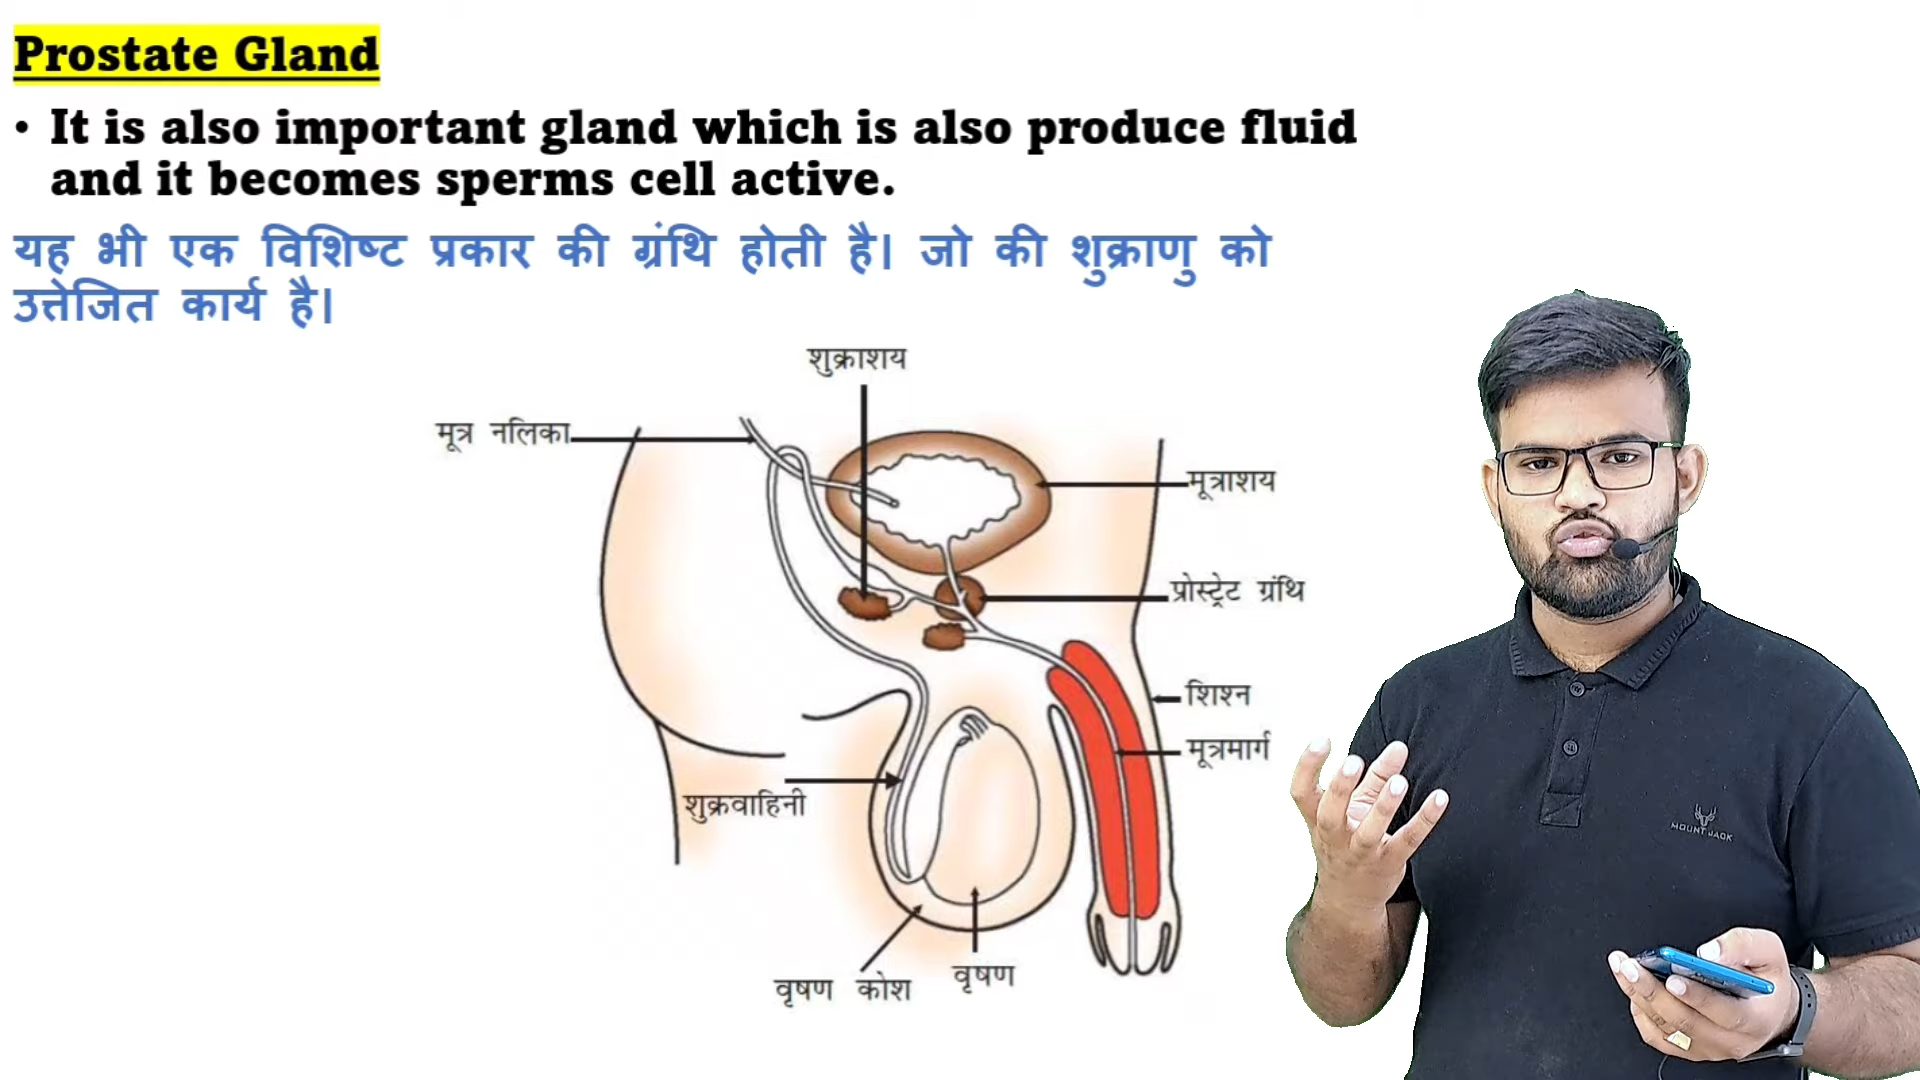 Prostate Gland
• It is also important gland which is also produce fluid
and it becomes sperms cell active.
यह भी एक विशिष्ट प्रकार की ग्रंथि होती है। जो की शुक्राणु को
उत्तेजित कार्य है।
शुक्राशय
मूत्र नलिका
मूत्राशय
प्रोस्ट्रेट ग्रंथि
शिश्न
मूत्रमार्ग
शुक्रवाहिनी
वृषण कोश
वृषण
MOUNT JACK